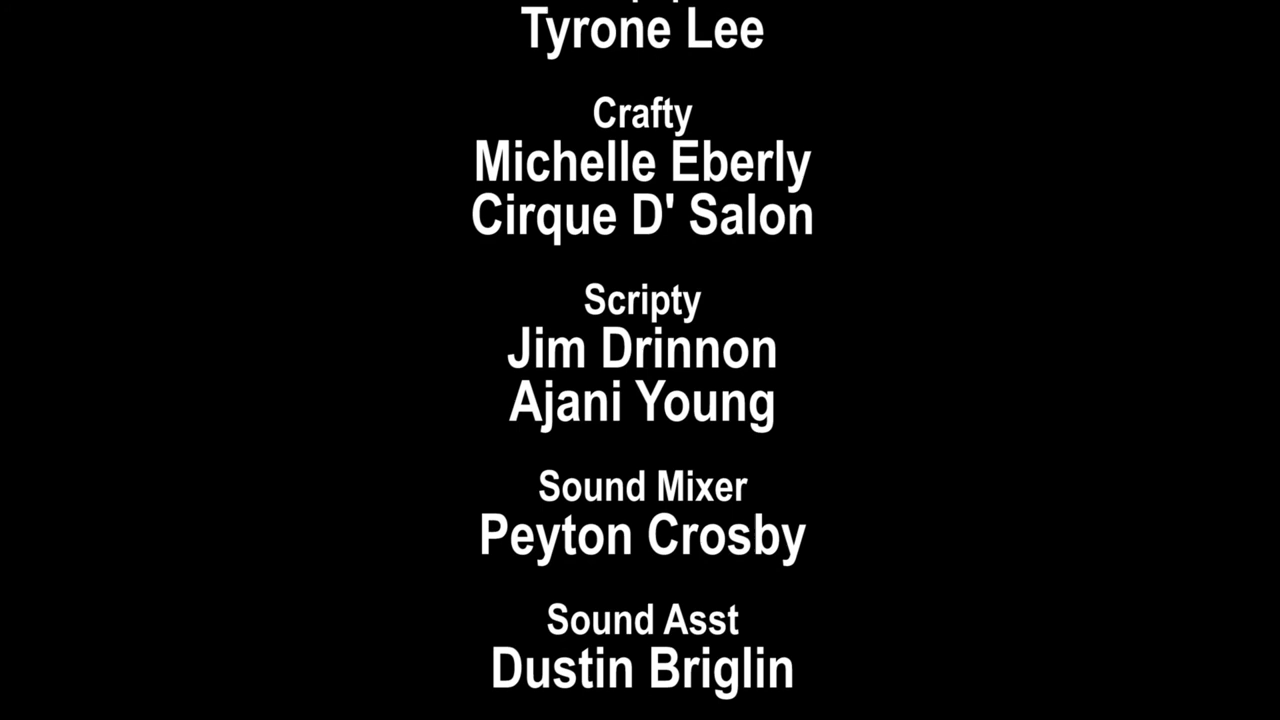 Tyrone Lee
Crafty
Michelle Eberly
Cirque D' Salon
Scripty
Jim Drinnon
Ajani Young
Sound Mixer
Peyton Crosby
Sound Asst
Dustin Briglin